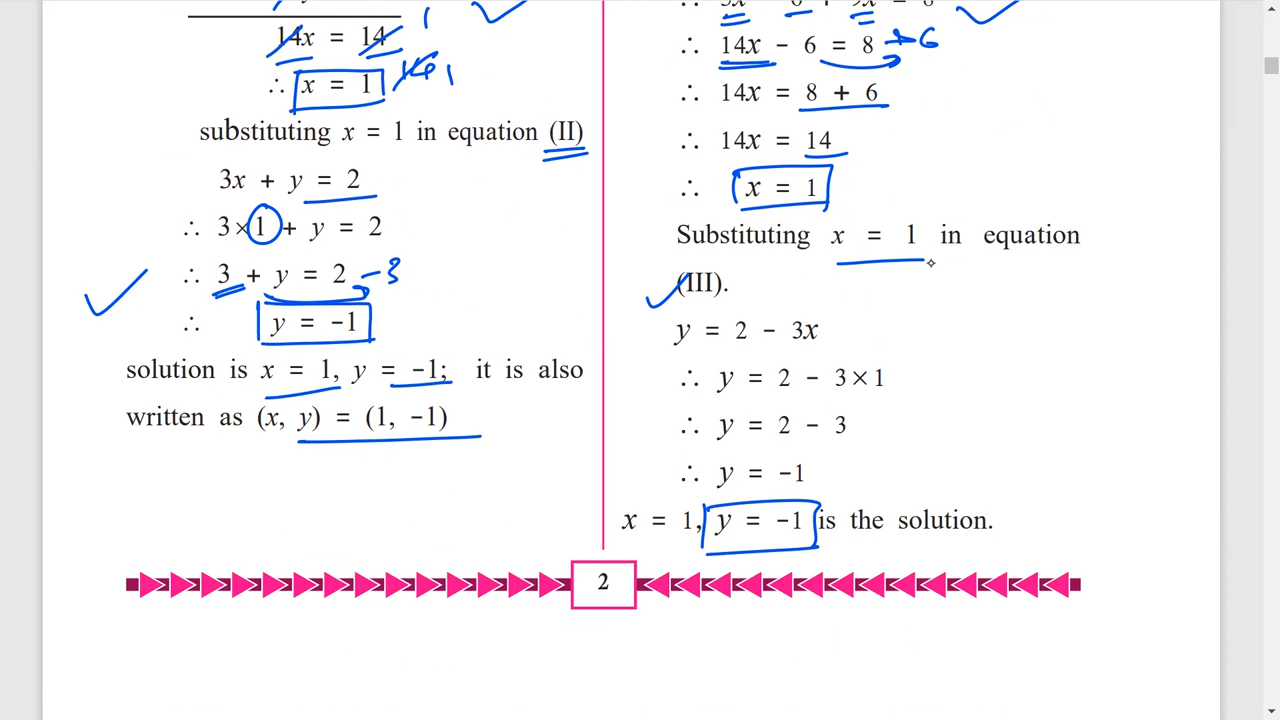 14x = 14 1
∴ x = 1
substituting x = 1 in equation (II)
3x + y = 2
∴ 3×1 + y = 2
∴ 3 + y = 2 -3
∴ y = -1
solution is x = 1, y = -1; it is also
written as (x, y) = (1, -1)
∴ 14x - 6 = 8 +6
∴ 14x = 8 + 6
∴ 14x = 14
∴ x = 1
Substituting x = 1 in equation
(III).
y = 2 - 3x
∴ y = 2 - 3×1
∴ y = 2 - 3
∴ y = -1
x = 1, y = -1 is the solution.
2